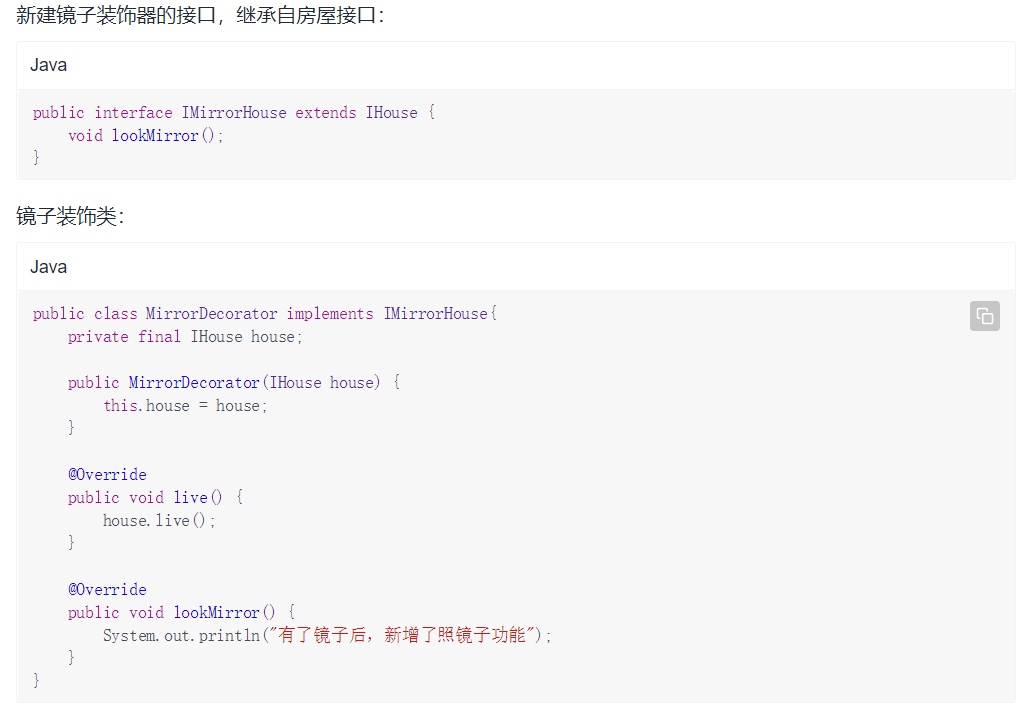 新建镜子装饰器的接口，继承自房屋接口：
Java
public interface IMirrorHouse extends IHouse {
    void lookMirror();
}
镜子装饰类：
Java
public class MirrorDecorator implements IMirrorHouse{
    private final IHouse house;
    public MirrorDecorator(IHouse house) {
        this.house = house;
    }
    @Override
    public void live() {
        house.live();
    }
    @Override
    public void lookMirror() {
        System.out.println("有了镜子后，新增了照镜子功能");
    }
}